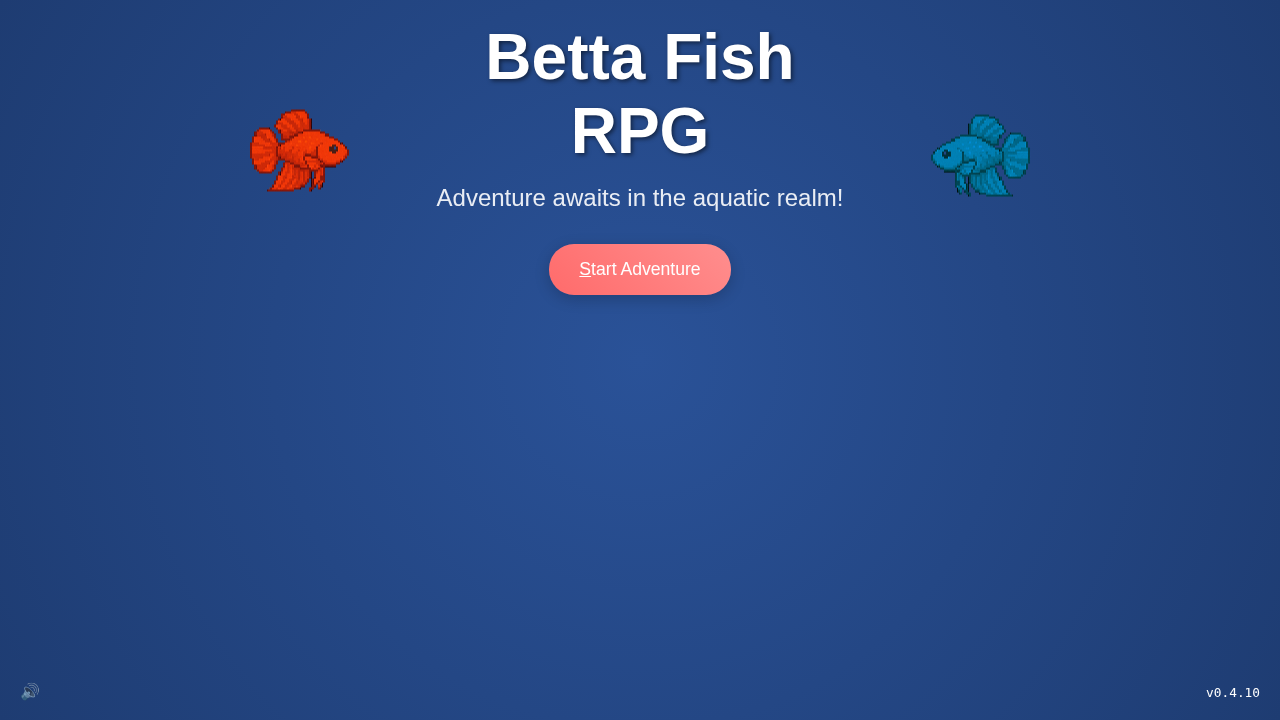 Betta Fish
RPG
Adventure awaits in the aquatic realm!
Start Adventure
v0.4.10